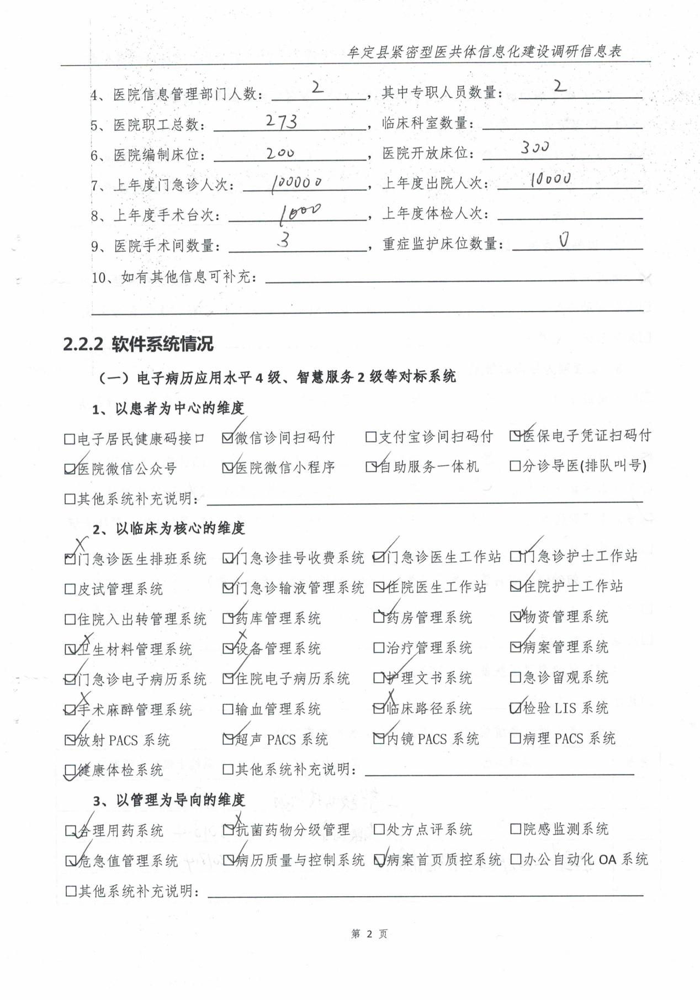 牟定县紧密型医共体信息化建设调研信息表
4、医院信息管理部门人数： 2 ，其中专职人员数量： 2
5、医院职工总数： 273 ，临床科室数量：
6、医院编制床位： 200 ，医院开放床位： 300
7、上年度门急诊人次： 100000 ，上年度出院人次： 10000
8、上年度手术台次： 1000 ，上年度体检人次：
9、医院手术间数量： 3 ，重症监护床位数量： 0
10、如有其他信息可补充：
2.2.2 软件系统情况
（一）电子病历应用水平 4 级、智慧服务 2 级等对标系统
1、以患者为中心的维度
□电子居民健康码接口 ☑微信诊间扫码付 □支付宝诊间扫码付 ☑医保电子凭证扫码付
☑医院微信公众号 ☑医院微信小程序 ☑自助服务一体机 □分诊导医(排队叫号)
□其他系统补充说明：
2、以临床为核心的维度
☑门急诊医生排班系统 ☑门急诊挂号收费系统 ☑门急诊医生工作站 ☑门急诊护士工作站
□皮试管理系统 ☑门急诊输液管理系统 ☑住院医生工作站 ☑住院护士工作站
□住院入出转管理系统 ☑药库管理系统 ☑药房管理系统 ☑物资管理系统
☑卫生材料管理系统 ☑设备管理系统 □治疗管理系统 ☑病案管理系统
☑门急诊电子病历系统 ☑住院电子病历系统 ☑护理文书系统 □急诊留观系统
☑手术麻醉管理系统 □输血管理系统 ☑临床路径系统 ☑检验 LIS 系统
☑放射 PACS 系统 ☑超声 PACS 系统 ☑内镜 PACS 系统 □病理 PACS 系统
☑健康体检系统 □其他系统补充说明：
3、以管理为导向的维度
☑合理用药系统 ☑抗菌药物分级管理 □处方点评系统 □院感监测系统
☑危急值管理系统 ☑病历质量与控制系统 ☑病案首页质控系统 □办公自动化 OA 系统
□其他系统补充说明：
第 2 页